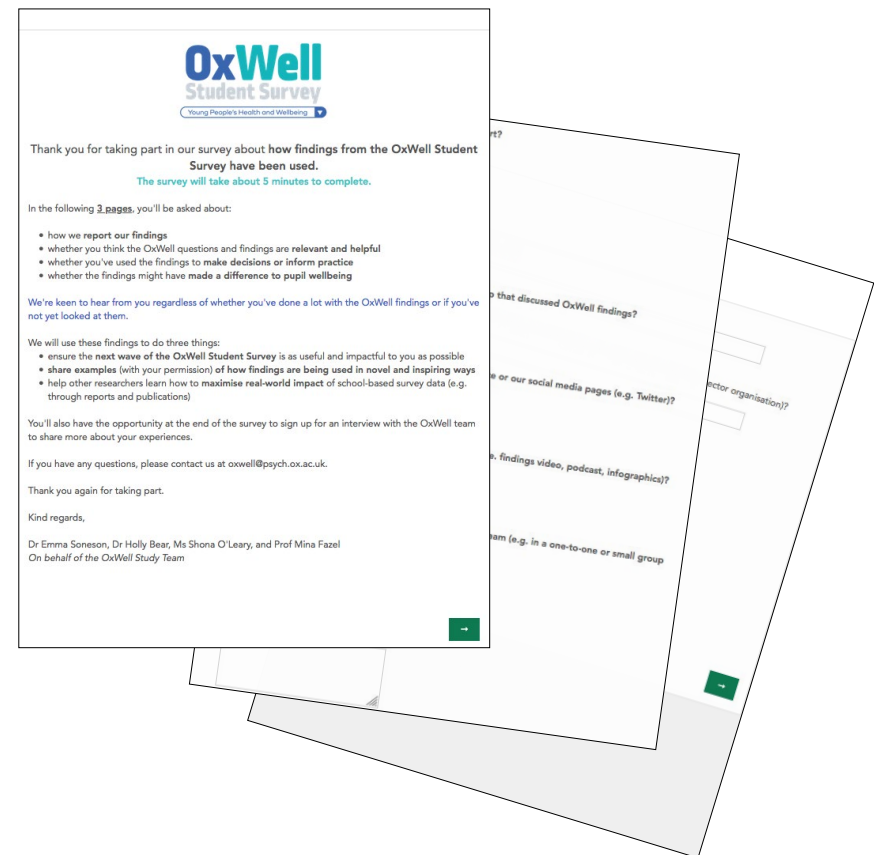 OxWell
Student Survey
Young People's Health and Wellbeing
Thank you for taking part in our survey about how findings from the OxWell Student
Survey have been used.
The survey will take about 5 minutes to complete.
In the following 3 pages, you'll be asked about:
• how we report our findings
• whether you think the OxWell questions and findings are relevant and helpful
• whether you've used the findings to make decisions or inform practice
• whether the findings might have made a difference to pupil wellbeing
We're keen to hear from you regardless of whether you've done a lot with the OxWell findings or if you've
not yet looked at them.
We will use these findings to do three things:
• ensure the next wave of the OxWell Student Survey is as useful and impactful to you as possible
• share examples (with your permission) of how findings are being used in novel and inspiring ways
• help other researchers learn how to maximise real-world impact of school-based survey data (e.g.
through reports and publications)
You'll also have the opportunity at the end of the survey to sign up for an interview with the OxWell team
to share more about your experiences.
If you have any questions, please contact us at oxwell@psych.ox.ac.uk.
Thank you again for taking part.
Kind regards,
Dr Emma Soneson, Dr Holly Bear, Ms Shona O'Leary, and Prof Mina Fazel
On behalf of the OxWell Study Team
→
rt?
that discussed OxWell findings?
e or our social media pages (e.g. Twitter)?
e. findings video, podcast, infographics)?
am (e.g. in a one-to-one or small group
ector organisation)?
→